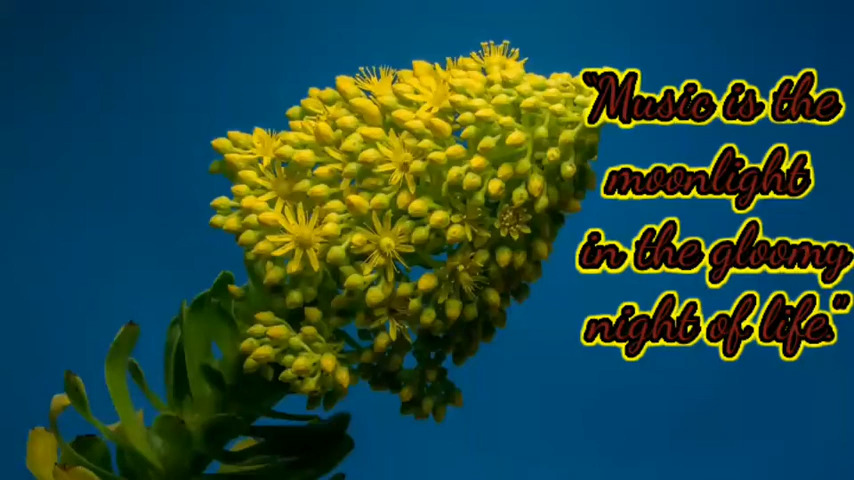 "Music is the
moonlight
in the gloomy
night of life."